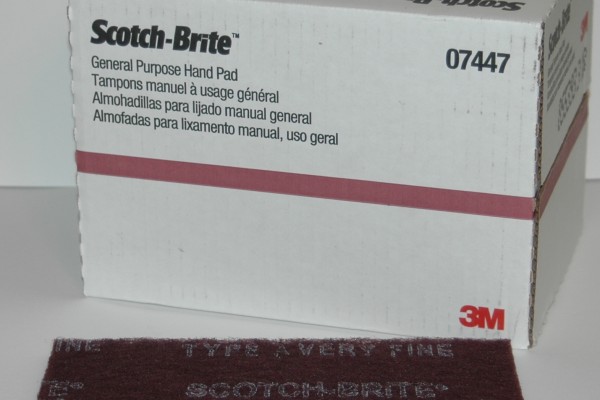 Scotch-Brite™
07447
General Purpose Hand Pad
Tampons manuel à usage général
Almohadillas para lijado manual general
Almofadas para lixamento manual, uso geral
3M
INE TYPE A VERY FINE
E® SCOTCH-BRITE®